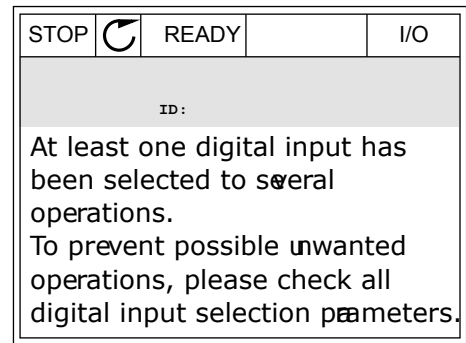 STOP READY I/O
ID:
At least one digital input has
been selected to several
operations.
To prevent possible unwanted
operations, please check all
digital input selection parameters.